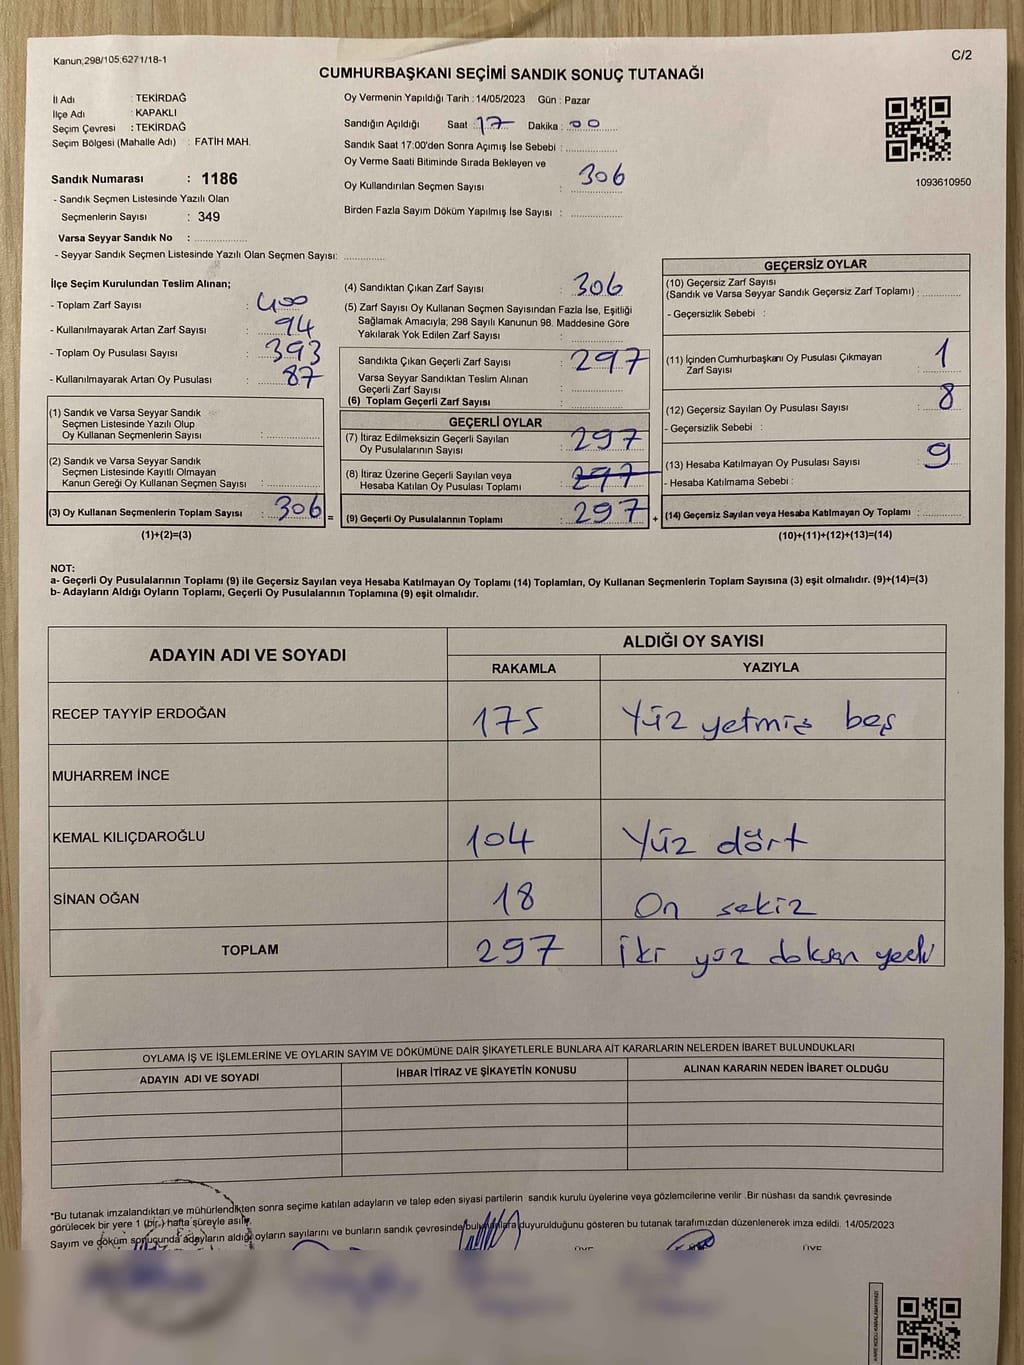 Kanun;298/105;6271/18-1
C/2
CUMHURBAŞKANI SEÇİMİ SANDIK SONUÇ TUTANAĞI
İl Adı : TEKİRDAĞ
İlçe Adı : KAPAKLI
Seçim Çevresi : TEKİRDAĞ
Seçim Bölgesi (Mahalle Adı) : FATİH MAH.
Oy Vermenin Yapıldığı Tarih : 14/05/2023 Gün : Pazar
Sandığın Açıldığı Saat : 17 Dakika : 00
Sandık Saat 17:00'den Sonra Açımış İse Sebebi :
Oy Verme Saati Bitiminde Sırada Bekleyen ve
Oy Kullandırılan Seçmen Sayısı : 306
Birden Fazla Sayım Döküm Yapılmış İse Sayısı :
1093610950
Sandık Numarası : 1186
- Sandık Seçmen Listesinde Yazılı Olan
Seçmenlerin Sayısı : 349
Varsa Seyyar Sandık No :
- Seyyar Sandık Seçmen Listesinde Yazılı Olan Seçmen Sayısı:
İlçe Seçim Kurulundan Teslim Alınan;
- Toplam Zarf Sayısı : 400
- Kullanılmayarak Artan Zarf Sayısı : 94
- Toplam Oy Pusulası Sayısı : 393
- Kullanılmayarak Artan Oy Pusulası : 87
(1) Sandık ve Varsa Seyyar Sandık
Seçmen Listesinde Yazılı Olup
Oy Kullanan Seçmenlerin Sayısı :
(2) Sandık ve Varsa Seyyar Sandık
Seçmen Listesinde Kayıtlı Olmayan
Kanun Gereği Oy Kullanan Seçmen Sayısı :
(3) Oy Kullanan Seçmenlerin Toplam Sayısı : 306 =
(1)+(2)=(3)
(4) Sandıktan Çıkan Zarf Sayısı : 306
(5) Zarf Sayısı Oy Kullanan Seçmen Sayısından Fazla İse, Eşitliği
Sağlamak Amacıyla; 298 Sayılı Kanunun 98. Maddesine Göre
Yakılarak Yok Edilen Zarf Sayısı :
Sandıkta Çıkan Geçerli Zarf Sayısı : 297
Varsa Seyyar Sandıktan Teslim Alınan
Geçerli Zarf Sayısı :
(6) Toplam Geçerli Zarf Sayısı :
GEÇERLİ OYLAR
(7) İtiraz Edilmeksizin Geçerli Sayılan
Oy Pusulalarının Sayısı : 297
(8) İtiraz Üzerine Geçerli Sayılan veya
Hesaba Katılan Oy Pusulası Toplamı : 297
(9) Geçerli Oy Pusulalarının Toplamı : 297 +
GEÇERSİZ OYLAR
(10) Geçersiz Zarf Sayısı
(Sandık ve Varsa Seyyar Sandık Geçersiz Zarf Toplamı) :
- Geçersizlik Sebebi :
(11) İçinden Cumhurbaşkanı Oy Pusulası Çıkmayan
Zarf Sayısı : 1
(12) Geçersiz Sayılan Oy Pusulası Sayısı : 8
- Geçersizlik Sebebi :
(13) Hesaba Katılmayan Oy Pusulası Sayısı : 9
- Hesaba Katılmama Sebebi :
(14) Geçersiz Sayılan veya Hesaba Katılmayan Oy Toplamı :
(10)+(11)+(12)+(13)=(14)
NOT:
a- Geçerli Oy Pusulalarının Toplamı (9) ile Geçersiz Sayılan veya Hesaba Katılmayan Oy Toplamı (14) Toplamları, Oy Kullanan Seçmenlerin Toplam Sayısına (3) eşit olmalıdır. (9)+(14)=(3)
b- Adayların Aldığı Oyların Toplamı, Geçerli Oy Pusulalarının Toplamına (9) eşit olmalıdır.
ADAYIN ADI VE SOYADI
ALDIĞI OY SAYISI
RAKAMLA YAZIYLA
RECEP TAYYİP ERDOĞAN 175 Yüz yetmiş beş
MUHARREM İNCE
KEMAL KILIÇDAROĞLU 104 Yüz dört
SİNAN OĞAN 18 On sekiz
TOPLAM 297 iki yüz doksan yedi
OYLAMA İŞ VE İŞLEMLERİNE VE OYLARIN SAYIM VE DÖKÜMÜNE DAİR ŞİKAYETLERLE BUNLARA AİT KARARLARIN NELERDEN İBARET BULUNDUKLARI
ADAYIN ADI VE SOYADI İHBAR İTİRAZ VE ŞİKAYETİN KONUSU ALINAN KARARIN NEDEN İBARET OLDUĞU
*Bu tutanak imzalandıktan ve mühürlendikten sonra seçime katılan adayların ve talep eden siyasi partilerin sandık kurulu üyelerine veya gözlemcilerine verilir .Bir nüshası da sandık çevresinde
görülecek bir yere 1 (bir.) hafta süreyle asılır.
Sayım ve döküm sonucunda adayların aldığı oyların sayılarını ve bunların sandık çevresinde duyurulduğunu gösteren bu tutanak tarafımızdan düzenlenerek imza edildi. 14/05/2023